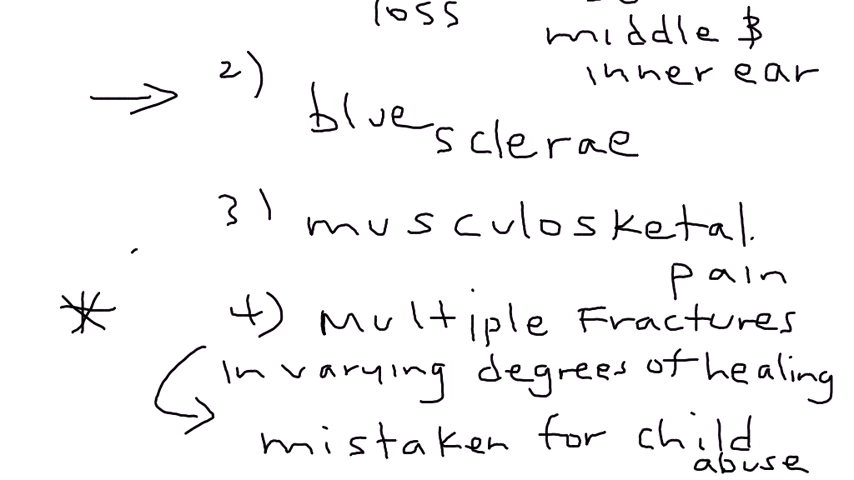 loss
middle $
inner ear
2)
blue
sclerae
3) musculosketal.
pain
4) Multiple Fractures
in varying degrees of healing
mistaken for child
abuse